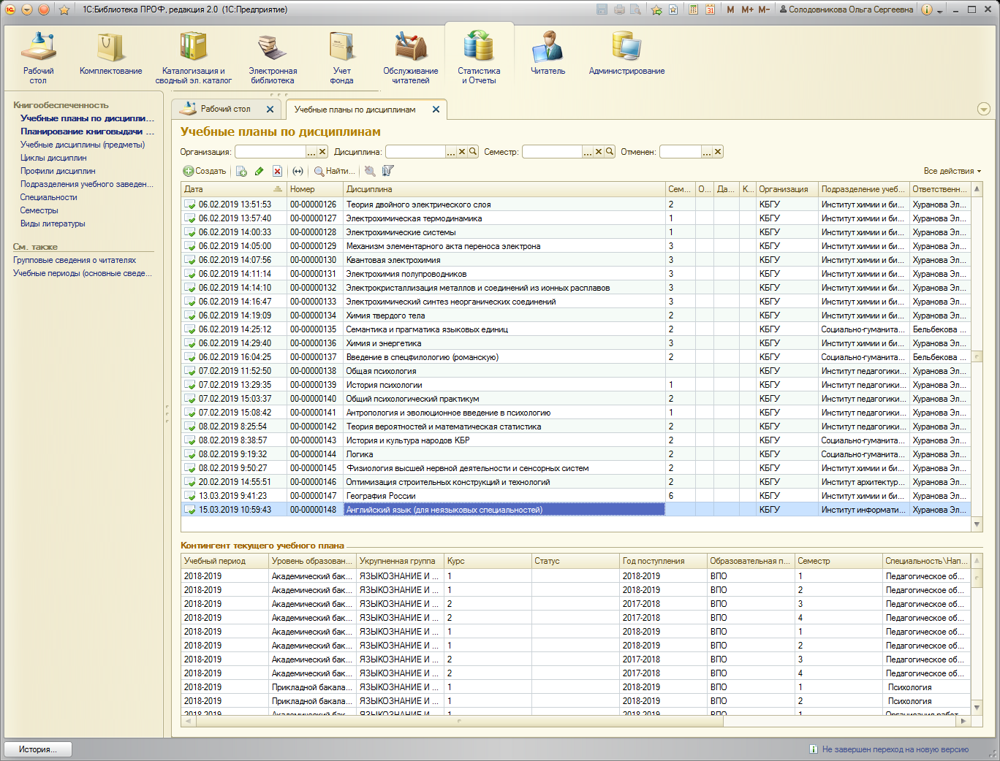 1С:Библиотека ПРОФ, редакция 2.0 (1С:Предприятие)
31 M M+ M- Солодовникова Ольга Сергеевна
Рабочий стол
Комплектование
Каталогизация и сводный эл. каталог
Электронная библиотека
Учет фонда
Обслуживание читателей
Статистика и Отчеты
Читатель
Администрирование
Книгообеспеченность
Учебные планы по дисципли...
Планирование книговыдачи ...
Учебные дисциплины (предметы)
Циклы дисциплин
Профили дисциплин
Подразделения учебного заведен...
Специальности
Семестры
Виды литературы
См. также
Групповые сведения о читателях
Учебные периоды (основные сведе...
Рабочий стол
Учебные планы по дисциплинам
Учебные планы по дисциплинам
Организация: Дисциплина: Семестр: Отменен:
Создать Найти... Все действия
Дата Номер Дисциплина Сем... О... Да... К... Организация Подразделение учеб... Ответственн...
06.02.2019 13:51:53 00-00000126 Теория двойного электрического слоя 2 КБГУ Институт химии и би... Хуранова Эл...
06.02.2019 13:57:40 00-00000127 Электрохимическая термодинамика 1 КБГУ Институт химии и би... Хуранова Эл...
06.02.2019 14:00:33 00-00000128 Электрохимические системы 1 КБГУ Институт химии и би... Хуранова Эл...
06.02.2019 14:05:00 00-00000129 Механизм элементарного акта переноса электрона 3 КБГУ Институт химии и би... Хуранова Эл...
06.02.2019 14:07:56 00-00000130 Квантовая электрохимия 3 КБГУ Институт химии и би... Хуранова Эл...
06.02.2019 14:11:14 00-00000131 Электрохимия полупроводников 3 КБГУ Институт химии и би... Хуранова Эл...
06.02.2019 14:14:10 00-00000132 Электрокристаллизация металлов и соединений из ионных расплавов 3 КБГУ Институт химии и би... Хуранова Эл...
06.02.2019 14:16:47 00-00000133 Электрохимический синтез неорганических соединений 3 КБГУ Институт химии и би... Хуранова Эл...
06.02.2019 14:19:09 00-00000134 Химия твердого тела 2 КБГУ Институт химии и би... Хуранова Эл...
06.02.2019 14:25:12 00-00000135 Семантика и прагматика языковых единиц 2 КБГУ Социально-гуманита... Бельбекова ...
06.02.2019 14:29:40 00-00000136 Химия и энергетика 3 КБГУ Институт химии и би... Хуранова Эл...
06.02.2019 16:04:25 00-00000137 Введение в спецфилологию (романскую) 2 КБГУ Социально-гуманита... Бельбекова ...
07.02.2019 11:52:50 00-00000138 Общая психология КБГУ Институт педагогики... Хуранова Эл...
07.02.2019 13:29:35 00-00000139 История психологии 1 КБГУ Институт педагогики... Хуранова Эл...
07.02.2019 15:03:37 00-00000140 Общий психологический практикум 2 КБГУ Институт педагогики... Хуранова Эл...
07.02.2019 15:08:42 00-00000141 Антропология и эволюционное введение в психологию 1 КБГУ Институт педагогики... Хуранова Эл...
08.02.2019 8:25:54 00-00000142 Теория вероятностей и математическая статистика 2 КБГУ Институт педагогики... Хуранова Эл...
08.02.2019 8:38:57 00-00000143 История и культура народов КБР 2 КБГУ Социально-гуманита... Хуранова Эл...
08.02.2019 9:19:32 00-00000144 Логика 2 КБГУ Социально-гуманита... Хуранова Эл...
08.02.2019 9:50:27 00-00000145 Физиология высшей нервной деятельности и сенсорных систем 2 КБГУ Институт химии и би... Хуранова Эл...
20.02.2019 14:55:51 00-00000146 Оптимизация строительных конструкций и технологий 2 КБГУ Институт архитектур... Хуранова Эл...
13.03.2019 9:41:23 00-00000147 География России 6 КБГУ Институт химии и би... Хуранова Эл...
15.03.2019 10:59:43 00-00000148 Английский язык (для неязыковых специальностей) КБГУ Институт информати... Хуранова Эл...
Контингент текущего учебного плана
Учебный период Уровень образован... Укрупненная группа Курс Статус Год поступления Образовательная п... Семестр Специальность\Нап...
2018-2019 Академический бак... ЯЗЫКОЗНАНИЕ И ... 1 2018-2019 ВПО 1 Педагогическое об...
2018-2019 Академический бак... ЯЗЫКОЗНАНИЕ И ... 1 2018-2019 ВПО 2 Педагогическое об...
2018-2019 Академический бак... ЯЗЫКОЗНАНИЕ И ... 2 2017-2018 ВПО 3 Педагогическое об...
2018-2019 Академический бак... ЯЗЫКОЗНАНИЕ И ... 2 2017-2018 ВПО 4 Педагогическое об...
2018-2019 Академический бак... ЯЗЫКОЗНАНИЕ И ... 1 2018-2019 ВПО 1 Педагогическое об...
2018-2019 Академический бак... ЯЗЫКОЗНАНИЕ И ... 1 2018-2019 ВПО 2 Педагогическое об...
2018-2019 Академический бак... ЯЗЫКОЗНАНИЕ И ... 2 2017-2018 ВПО 3 Педагогическое об...
2018-2019 Академический бак... ЯЗЫКОЗНАНИЕ И ... 2 2017-2018 ВПО 4 Педагогическое об...
2018-2019 Прикладной бакала... ЯЗЫКОЗНАНИЕ И ... 1 2018-2019 ВПО 1 Психология
2018-2019 Прикладной бакала... ЯЗЫКОЗНАНИЕ И ... 1 2018-2019 ВПО 2 Психология
2018-2019 Академический бак... ЯЗЫКОЗНАНИЕ И ... 1 2018-2019 ВПО 1 Организация работ...
История... Не завершен переход на новую версию